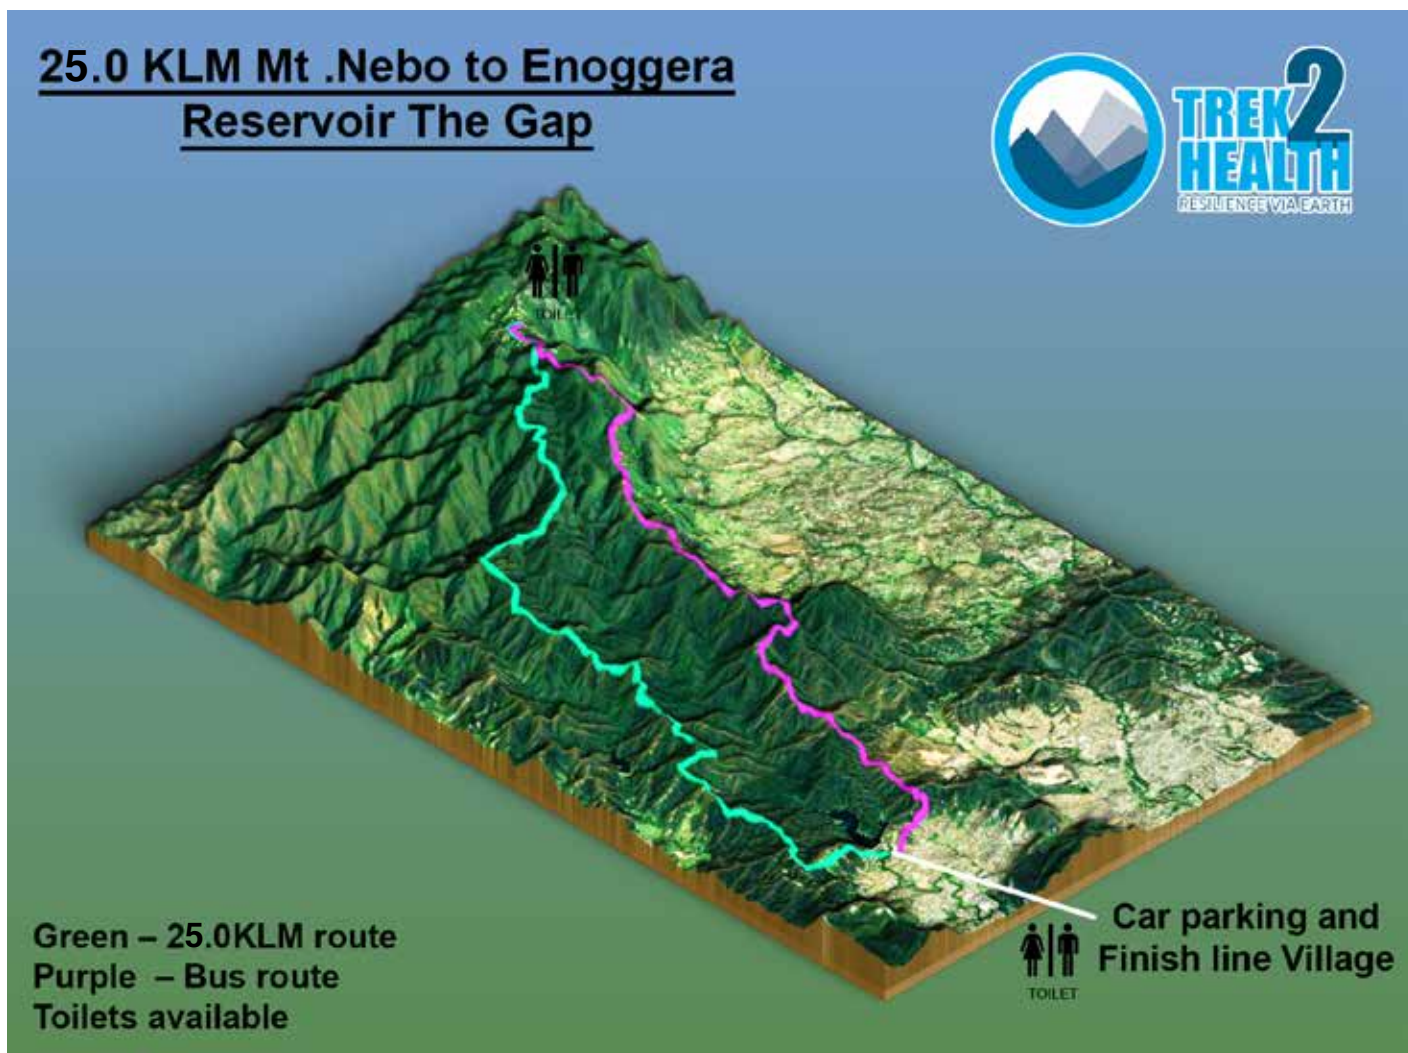 25.0 KLM Mt .Nebo to Enoggera
Reservoir The Gap
TREK 2
HEALTH
RESILIENCE VIA EARTH
TOILET
Car parking and
Finish line Village
TOILET
Green – 25.0KLM route
Purple – Bus route
Toilets available